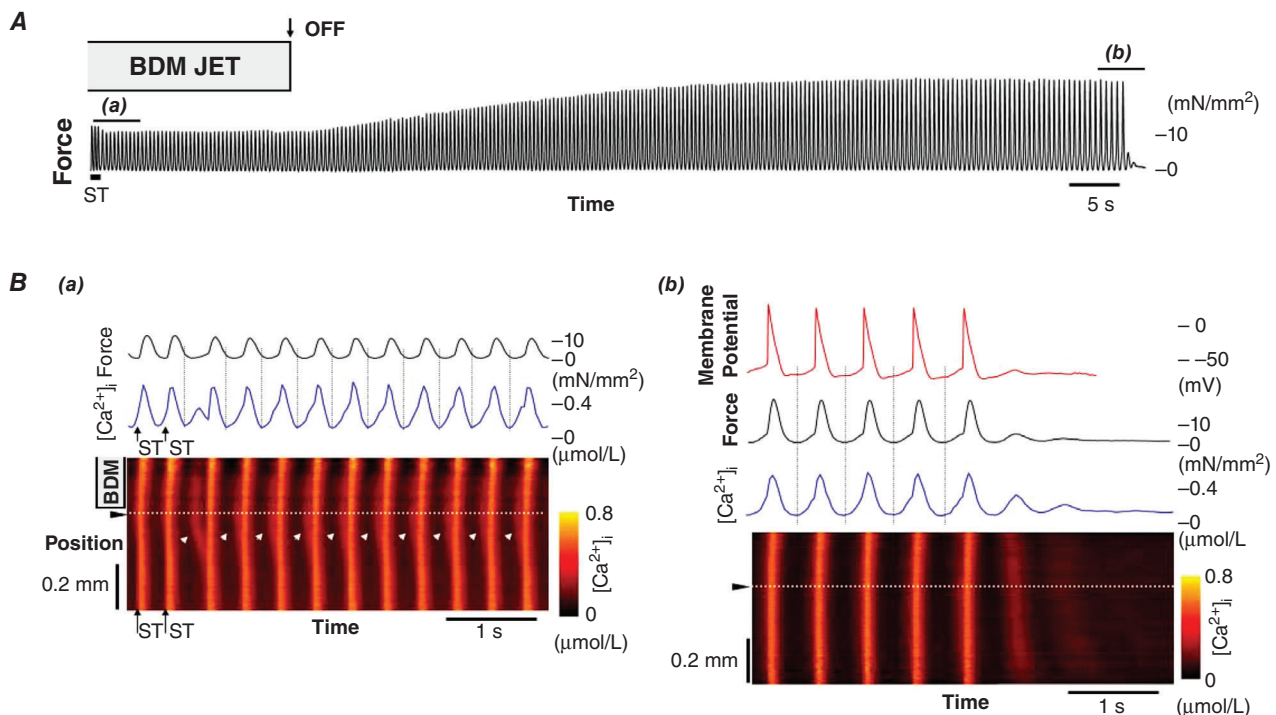 A
OFF
BDM JET
(a)
(b)
(mN/mm²)
–10
–0
Force
ST
Time
5 s
B
(a)
Force
–10
–0
(mN/mm²)
[Ca²⁺]i
–0.4
–0
(μmol/L)
ST
ST
BDM
Position
0.2 mm
0.8
[Ca²⁺]i
0
(μmol/L)
ST
ST
Time
1 s
(b)
Membrane
Potential
– 0
– –50
(mV)
Force
–10
–0
(mN/mm²)
[Ca²⁺]i
–0.4
–0
(μmol/L
0.2 mm
0.8
[Ca²⁺]i
0
(μmol/L)
Time
1 s